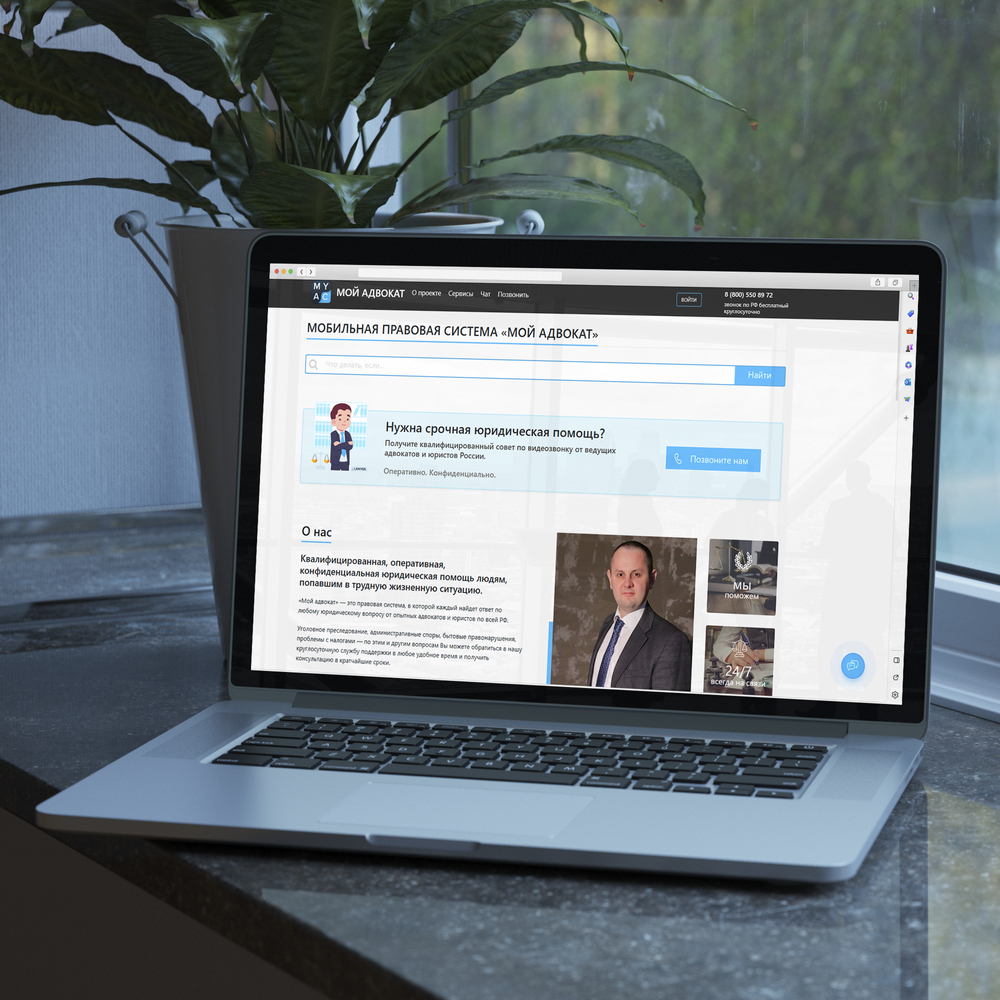 MY
AC
МОЙ АДВОКАТ
О проекте
Сервисы
Чат
Позвонить
ВОЙТИ
8 (800) 550 89 72
звонок по РФ бесплатный
круглосуточно
МОБИЛЬНАЯ ПРАВОВАЯ СИСТЕМА «МОЙ АДВОКАТ»
Что делать, если...
Найти
Нужна срочная юридическая помощь?
Получите квалифицированный совет по видеозвонку от ведущих
адвокатов и юристов России.
Оперативно. Конфиденциально.
Позвоните нам
О нас
Квалифицированная, оперативная,
конфиденциальная юридическая помощь людям,
попавшим в трудную жизненную ситуацию.
«Мой адвокат» — это правовая система, в которой каждый найдет ответ по
любому юридическому вопросу от опытных адвокатов и юристов по всей РФ.
Уголовное преследование, административные споры, бытовые правонарушения,
проблемы с налогами — по этим и другим вопросам Вы можете обратиться в нашу
круглосуточную службу поддержки в любое удобное время и получить
консультацию в кратчайшие сроки.
МЫ
поможем
24/7
всегда на связи